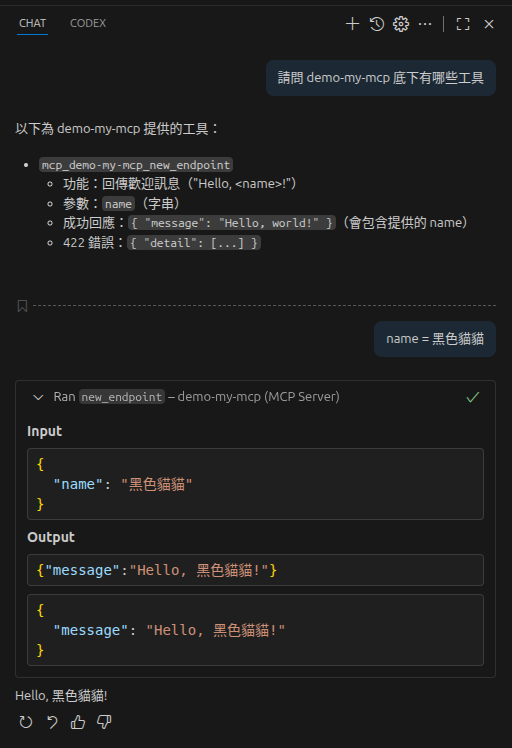 CHAT CODEX
請問 demo-my-mcp 底下有哪些工具
以下為 demo-my-mcp 提供的工具：
mcp_demo-my-mcp_new_endpoint
功能：回傳歡迎訊息（"Hello, <name>!"）
參數：name（字串）
成功回應：{ "message": "Hello, world!" }（會包含提供的 name）
422 錯誤：{ "detail": [...] }
name = 黑色貓貓
Ran new_endpoint – demo-my-mcp (MCP Server)
Input
{
"name": "黑色貓貓"
}
Output
{"message":"Hello, 黑色貓貓!"}
{
"message": "Hello, 黑色貓貓!"
}
Hello, 黑色貓貓!